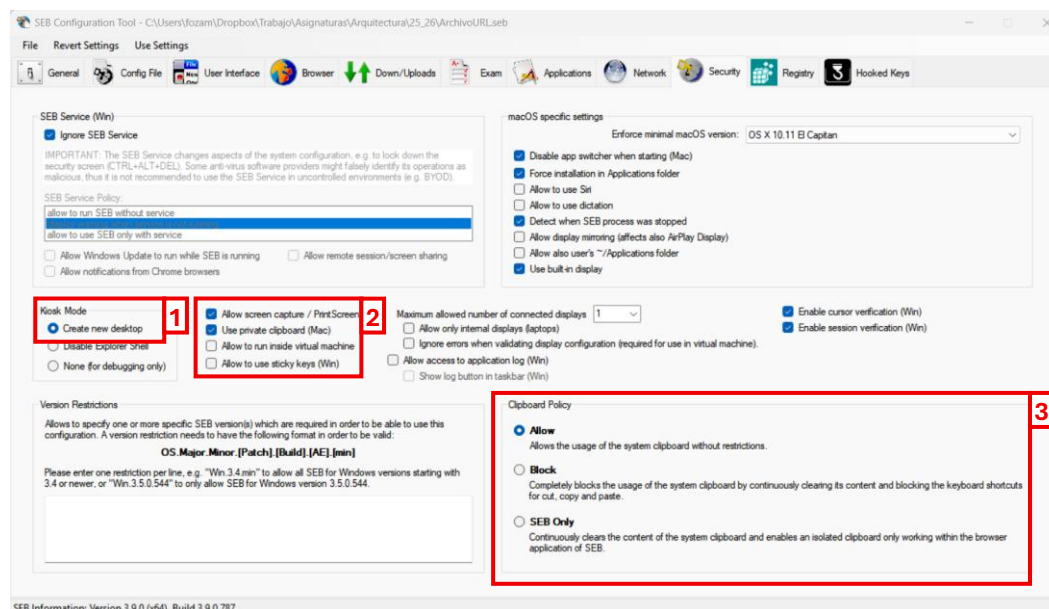 SEB Configuration Tool - C:\Users\fozam\Dropbox\Trabajo\Asignaturas\Arquitectura\25_26\ArchivoURL.seb
File Revert Settings Use Settings
General Config File User Interface Browser Down/Uploads Exam Applications Network Security Registry Hooked Keys
SEB Service (Win)
Ignore SEB Service
IMPORTANT: The SEB Service changes aspects of the system configuration, e.g. to lock down the
security screen (CTRL+ALT+DEL). Some anti-virus software providers might falsely identify its operations as
malicious, thus it is not recommended to use the SEB Service in uncontrolled environments (e.g. BYOD).
SEB Service Policy:
allow to run SEB without service
allow to use SEB only with service
Allow Windows Update to run while SEB is running Allow remote session/screen sharing
Allow notifications from Chrome browsers
macOS specific settings
Enforce minimal macOS version: OS X 10.11 El Capitan
Disable app switcher when starting (Mac)
Force installation in Applications folder
Allow to use Siri
Allow to use dictation
Detect when SEB process was stopped
Allow display mirroring (affects also AirPlay Display)
Allow also user's ~/Applications folder
Use built-in display
Kiosk Mode 1
Create new desktop
Disable Explorer Shell
None (for debugging only)
Allow screen capture / PrintScreen 2
Use private clipboard (Mac)
Allow to run inside virtual machine
Allow to use sticky keys (Win)
Maximum allowed number of connected displays 1
Allow only internal displays (laptops)
Ignore errors when validating display configuration (required for use in virtual machine).
Allow access to application log (Win)
Show log button in taskbar (Win)
Enable cursor verification (Win)
Enable session verification (Win)
Version Restrictions
Allows to specify one or more specific SEB version(s) which are required in order to be able to use this
configuration. A version restriction needs to have the following format in order to be valid:
OS.Major.Minor.[Patch].[Build].[AE].[min]
Please enter one restriction per line, e.g. "Win.3.4.min" to allow all SEB for Windows versions starting with
3.4 or newer, or "Win.3.5.0.544" to only allow SEB for Windows version 3.5.0.544.
Clipboard Policy 3
Allow
Allows the usage of the system clipboard without restrictions.
Block
Completely blocks the usage of the system clipboard by continuously clearing its content and blocking the keyboard shortcuts
for cut, copy and paste.
SEB Only
Continuously clears the content of the system clipboard and enables an isolated clipboard only working within the browser
application of SEB.
SEB Information: Version 3.9.0 (x64), Build 3.9.0.787